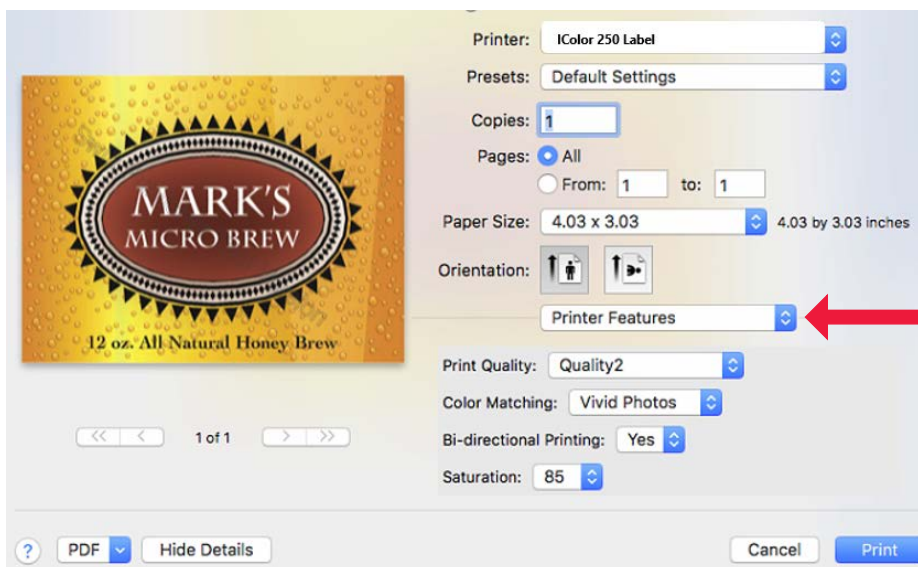 Printer: IColor 250 Label
Presets: Default Settings
Copies: 1
Pages: All
From: 1 to: 1
Paper Size: 4.03 x 3.03 4.03 by 3.03 inches
Orientation:
Printer Features
Print Quality: Quality2
Color Matching: Vivid Photos
Bi-directional Printing: Yes
Saturation: 85
MARK'S
MICRO BREW
12 oz. All Natural Honey Brew
<< < 1 of 1 > >>
? PDF Hide Details Cancel Print